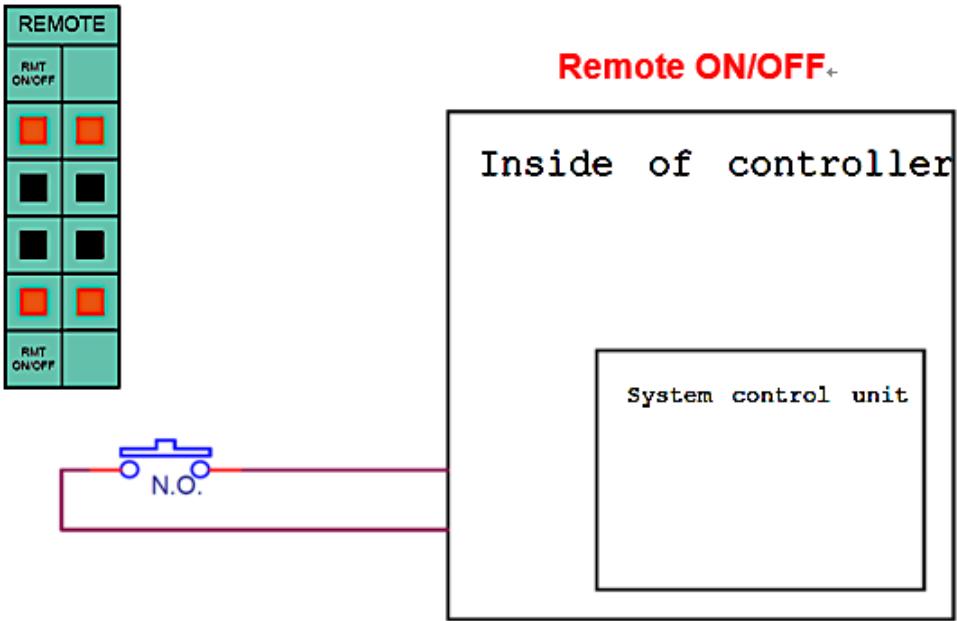 REMOTE
RMT
ON/OFF
Remote ON/OFF
Inside of controller
System control unit
N.O.
RMT
ON/OFF